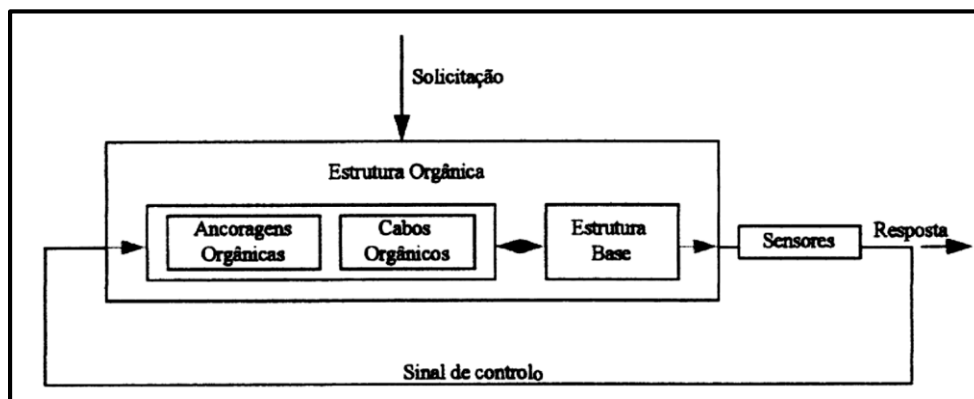 Solicitação
Estrutura Orgânica
Ancoragens
Orgânicas
Cabos
Orgânicos
Estrutura
Base
Sensores
Resposta
Sinal de controlo